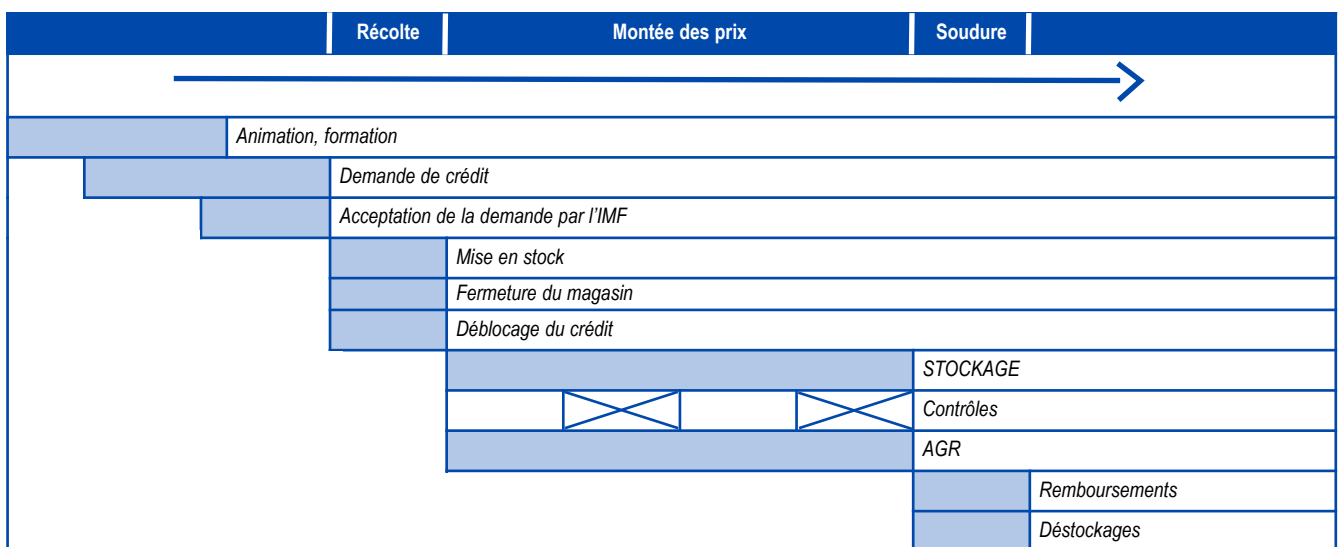 Récolte
Montée des prix
Soudure
Animation, formation
Demande de crédit
Acceptation de la demande par l'IMF
Mise en stock
Fermeture du magasin
Déblocage du crédit
STOCKAGE
Contrôles
AGR
Remboursements
Déstockages